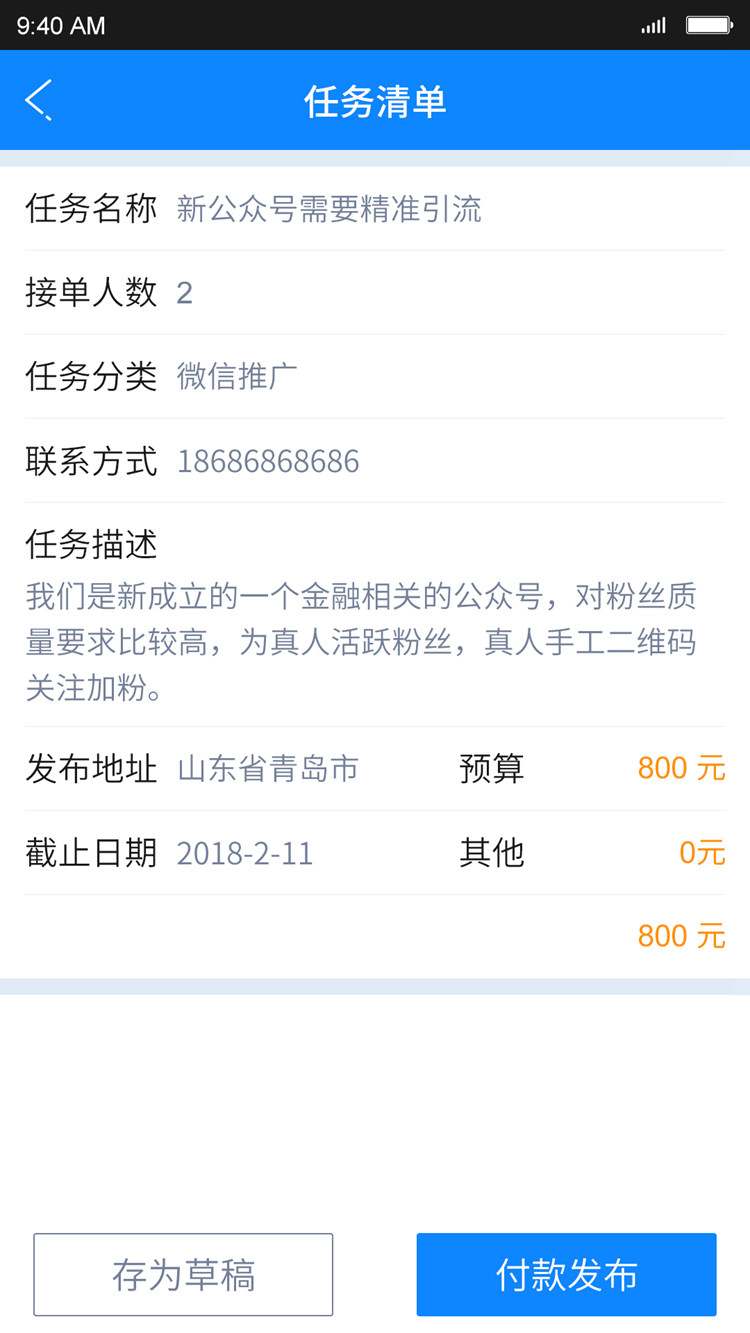 9:40 AM
任务清单
任务名称 新公众号需要精准引流
接单人数 2
任务分类 微信推广
联系方式 18686868686
任务描述
我们是新成立的一个金融相关的公众号，对粉丝质
量要求比较高，为真人活跃粉丝，真人手工二维码
关注加粉。
发布地址 山东省青岛市 预算 800 元
截止日期 2018-2-11 其他 0元
800 元
存为草稿 付款发布